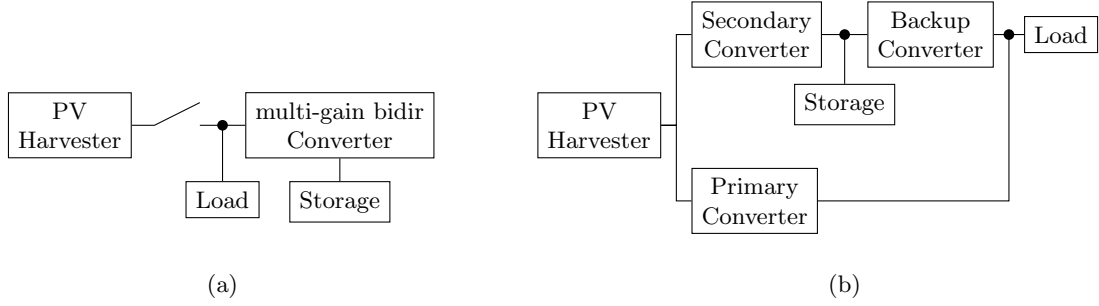 PV
Harvester
multi-gain bidir
Converter
Load
Storage
(a)
PV
Harvester
Secondary
Converter
Backup
Converter
Load
Storage
Primary
Converter
(b)